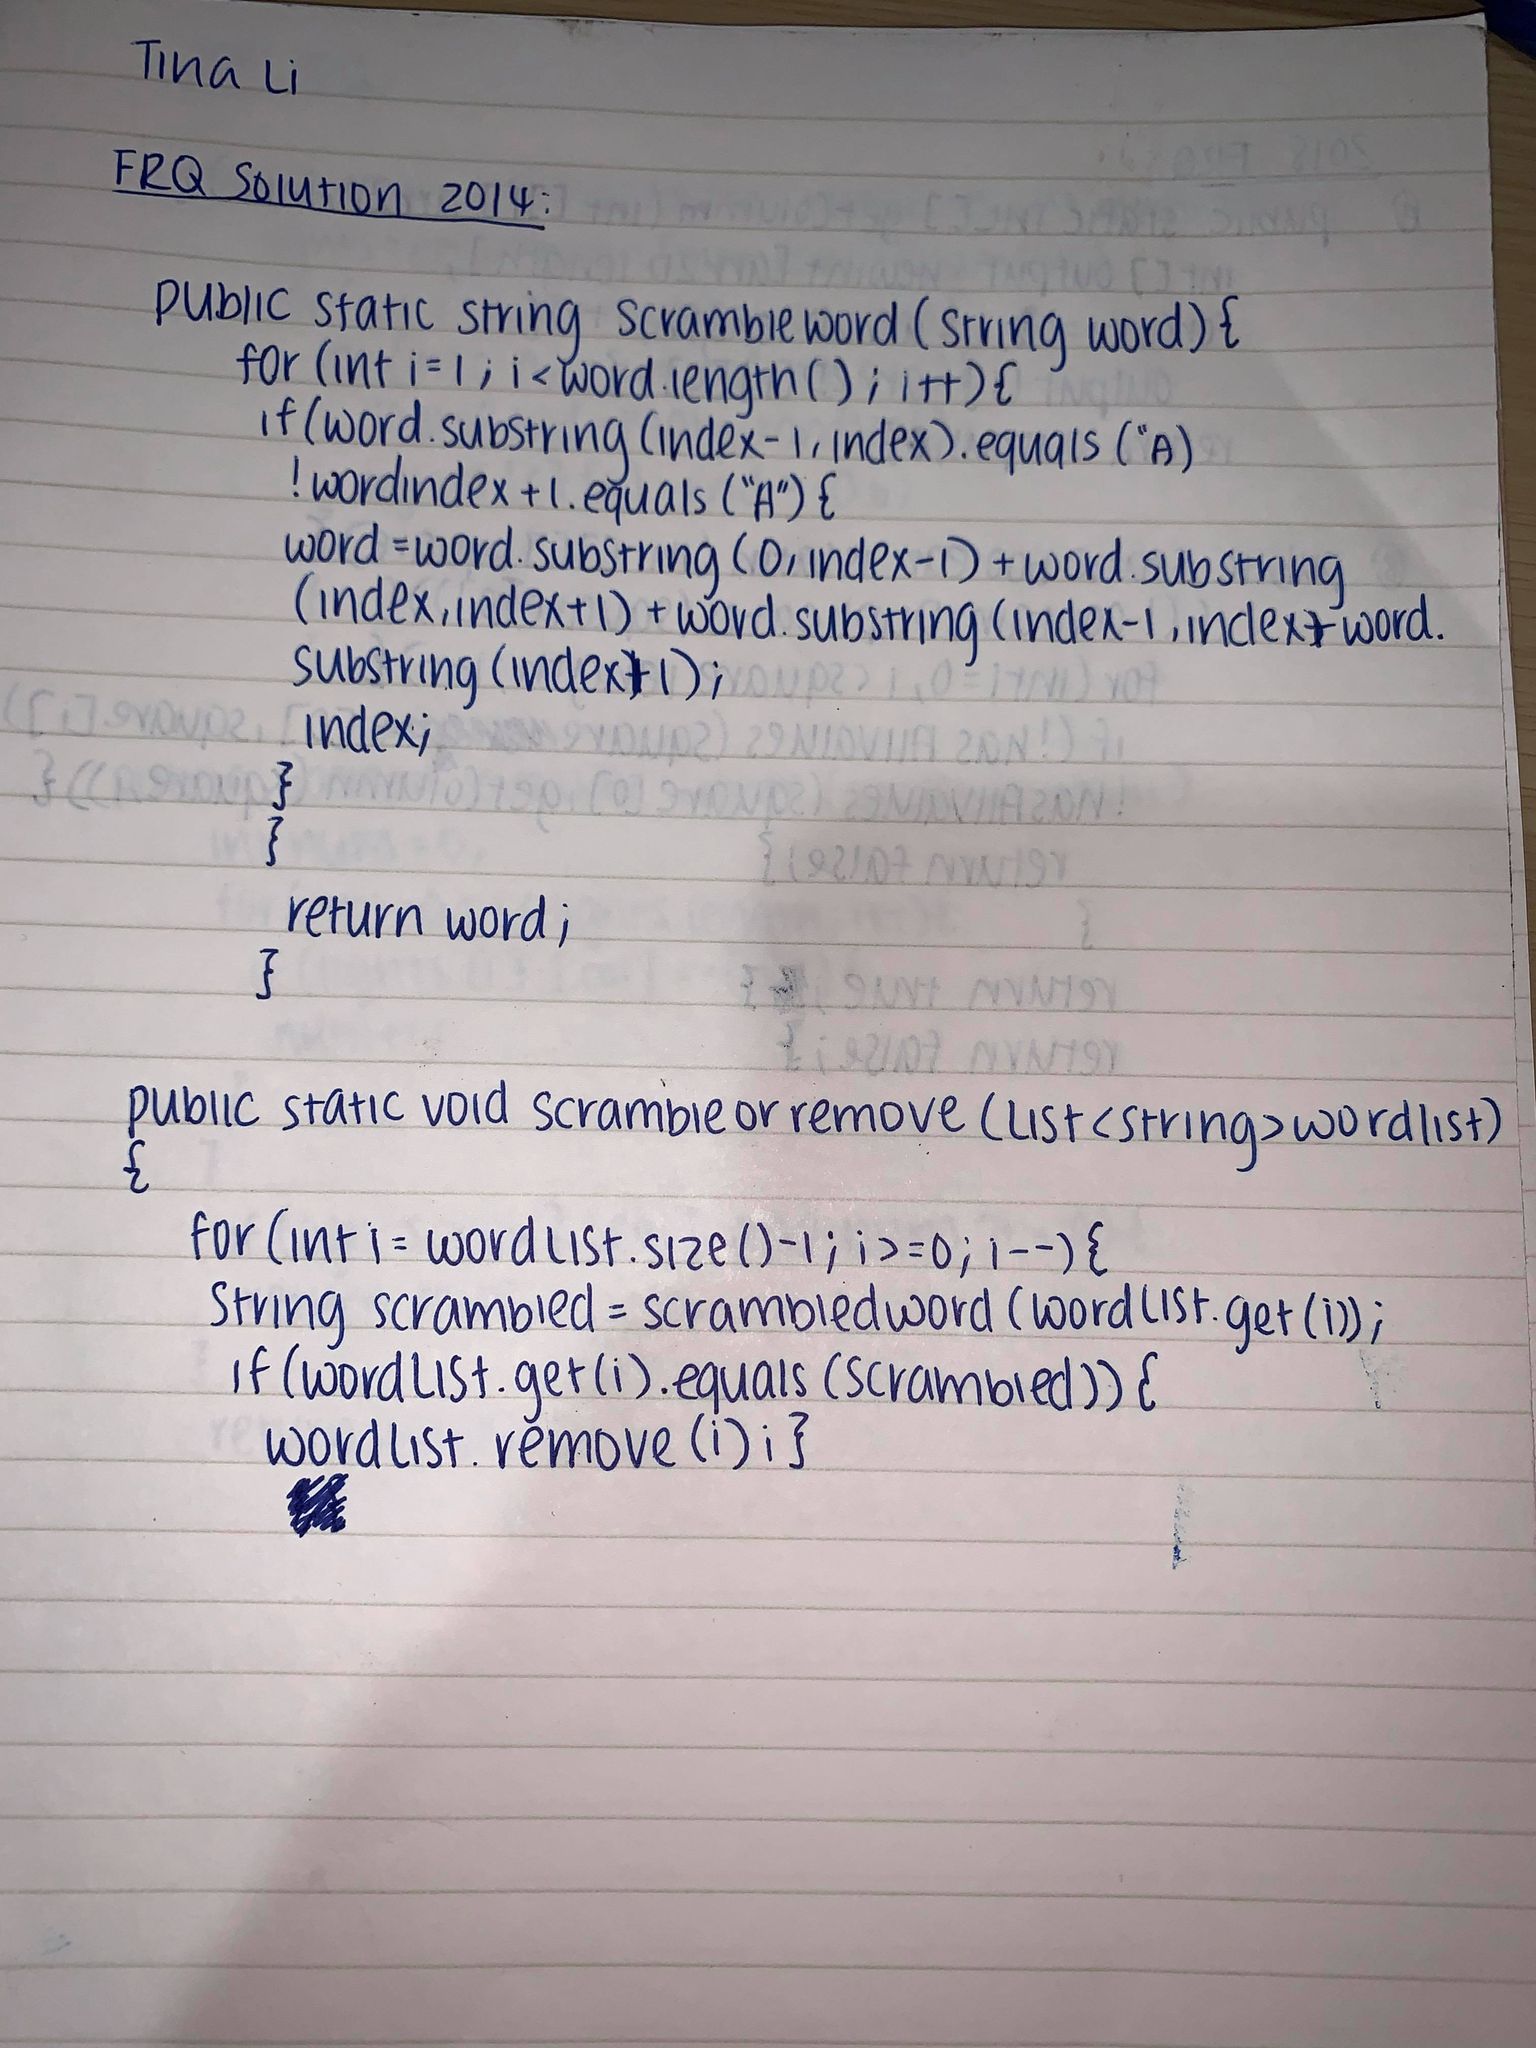 Tina Li
FRQ Solution 2014:
public static string scrambleword (String word) {
for (int i=1; i<word.length(); i++){
if(word.substring(index-1, index).equals ("A)
!wordindex+1.equals ("A") {
word = word.substring (0, index-1) + word.substring
(index, index+1) + word.substring (index-1, index)+word.
substring (index+1);
index;
}
}
return word;
}
public static void scrambleorremove (List<string>wordlist)
{
for (int i = wordList.size()-1; i>=0; i--){
String scrambled = scrambledword (wordList.get(i));
if (wordList.get(i).equals (scrambled)) {
wordList.remove(i); }